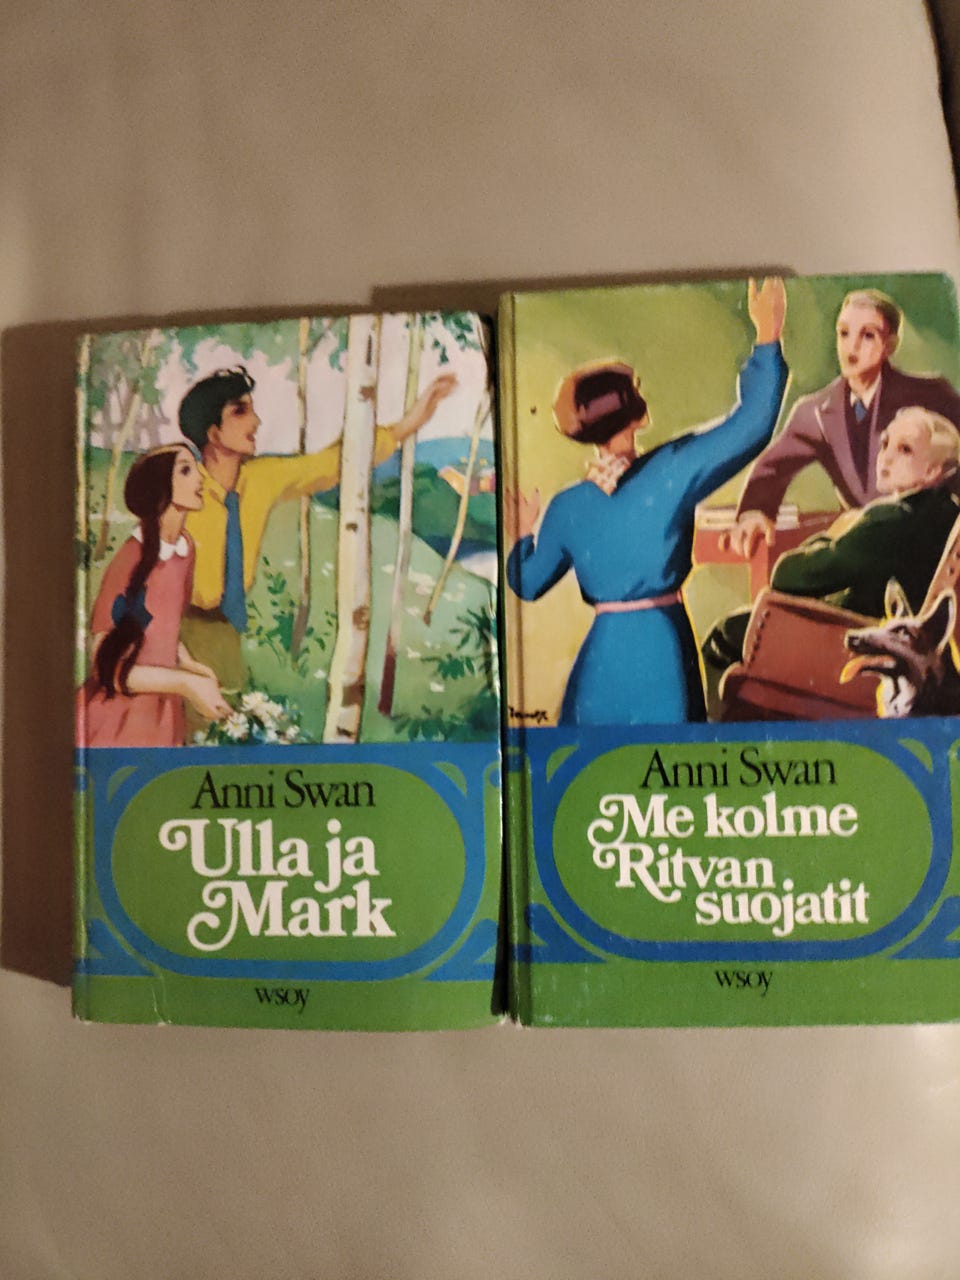 Anni Swan
Ulla ja
Mark
wsoy
Anni Swan
Me kolme
Ritvan
suojatit
wsoy